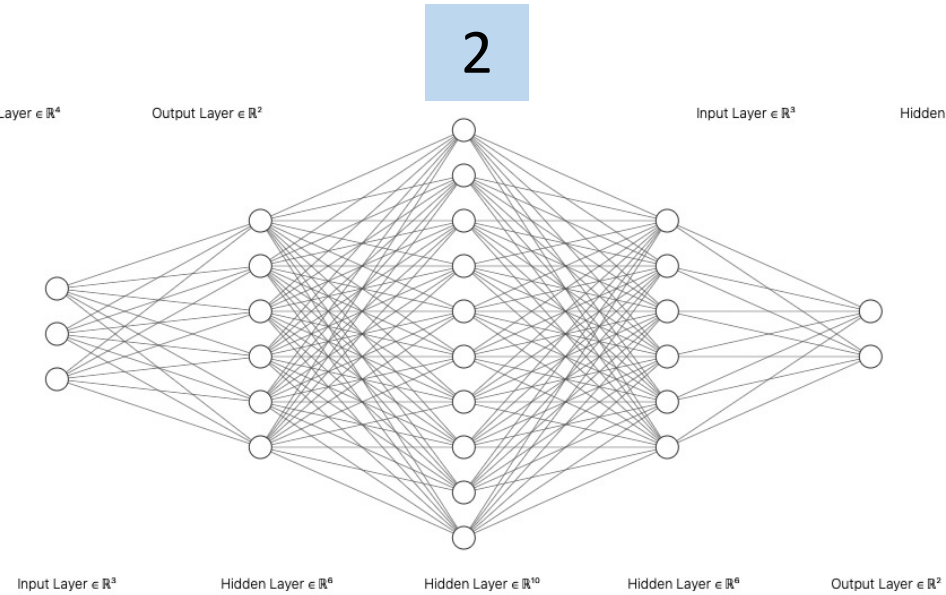 2
Layer ∈ ℝ⁴
Output Layer ∈ ℝ²
Input Layer ∈ ℝ³
Hidden
Input Layer ∈ ℝ³
Hidden Layer ∈ ℝ⁶
Hidden Layer ∈ ℝ¹⁰
Hidden Layer ∈ ℝ⁶
Output Layer ∈ ℝ²